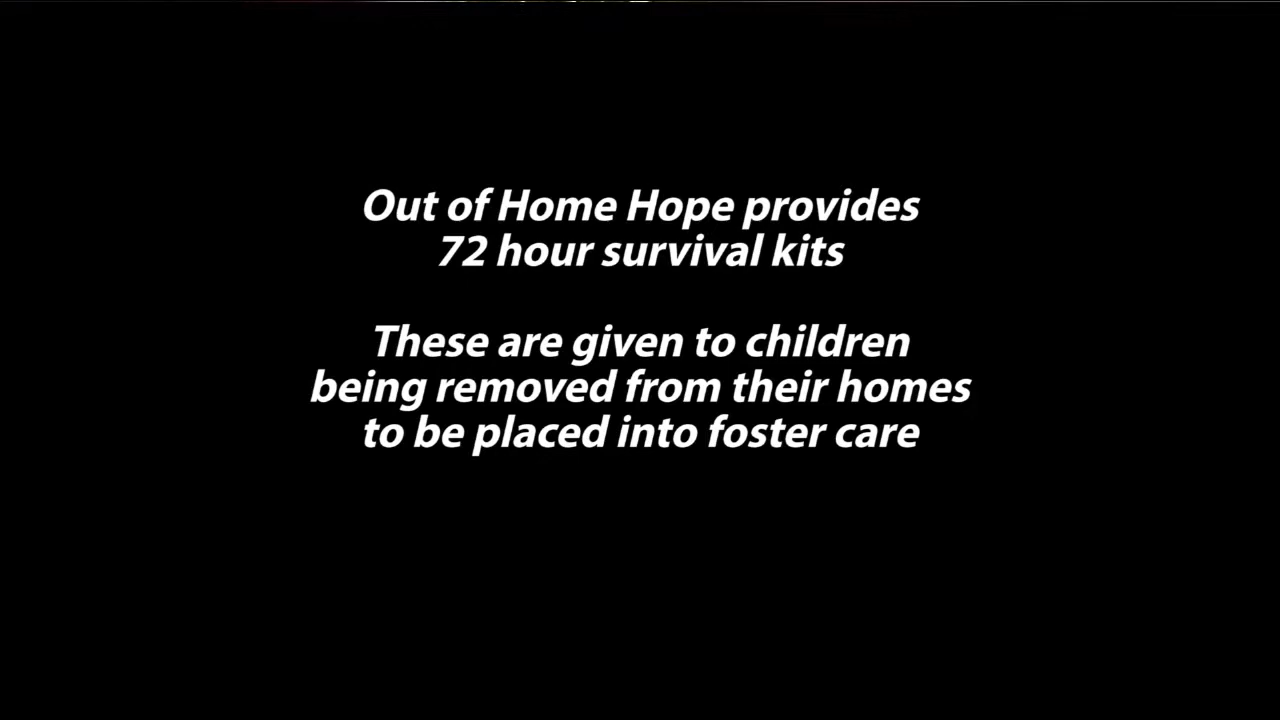 Out of Home Hope provides
72 hour survival kits
These are given to children
being removed from their homes
to be placed into foster care